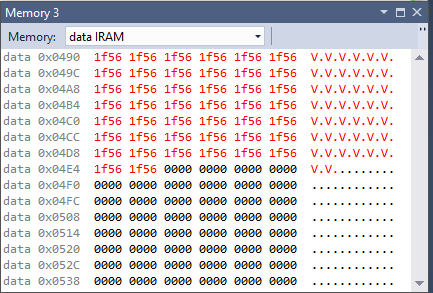 Memory 3
Memory: data IRAM
data 0x0490 1f56 1f56 1f56 1f56 1f56 1f56 V.V.V.V.V.V.
data 0x049C 1f56 1f56 1f56 1f56 1f56 1f56 V.V.V.V.V.V.
data 0x04A8 1f56 1f56 1f56 1f56 1f56 1f56 V.V.V.V.V.V.
data 0x04B4 1f56 1f56 1f56 1f56 1f56 1f56 V.V.V.V.V.V.
data 0x04C0 1f56 1f56 1f56 1f56 1f56 1f56 V.V.V.V.V.V.
data 0x04CC 1f56 1f56 1f56 1f56 1f56 1f56 V.V.V.V.V.V.
data 0x04D8 1f56 1f56 1f56 1f56 1f56 1f56 V.V.V.V.V.V.
data 0x04E4 1f56 1f56 0000 0000 0000 0000 V.V.........
data 0x04F0 0000 0000 0000 0000 0000 0000 ............
data 0x04FC 0000 0000 0000 0000 0000 0000 ............
data 0x0508 0000 0000 0000 0000 0000 0000 ............
data 0x0514 0000 0000 0000 0000 0000 0000 ............
data 0x0520 0000 0000 0000 0000 0000 0000 ............
data 0x052C 0000 0000 0000 0000 0000 0000 ............
data 0x0538 0000 0000 0000 0000 0000 0000 ............